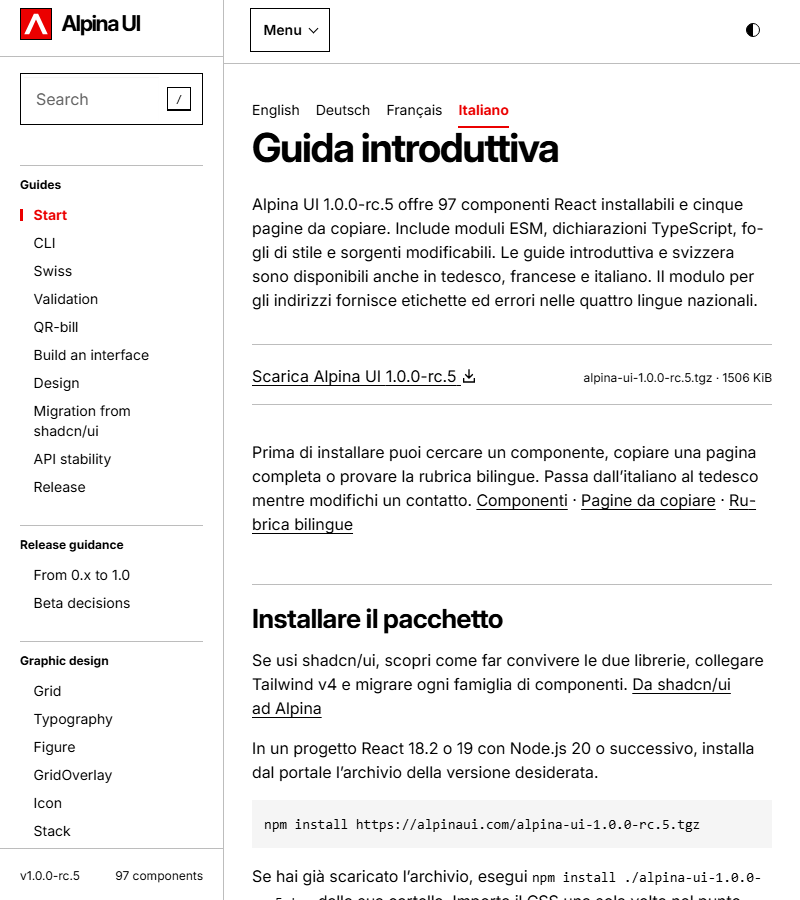 Alpina UI
Menu
Search
/
Guides
Start
CLI
Swiss
Validation
QR-bill
Build an interface
Design
Migration from
shadcn/ui
API stability
Release
Release guidance
From 0.x to 1.0
Beta decisions
Graphic design
Grid
Typography
Figure
GridOverlay
Icon
Stack
v1.0.0-rc.5 97 components
English Deutsch Français Italiano
Guida introduttiva
Alpina UI 1.0.0-rc.5 offre 97 componenti React installabili e cinque
pagine da copiare. Include moduli ESM, dichiarazioni TypeScript, fo-
gli di stile e sorgenti modificabili. Le guide introduttiva e svizzera
sono disponibili anche in tedesco, francese e italiano. Il modulo per
gli indirizzi fornisce etichette ed errori nelle quattro lingue nazionali.
Scarica Alpina UI 1.0.0-rc.5 alpina-ui-1.0.0-rc.5.tgz · 1506 KiB
Prima di installare puoi cercare un componente, copiare una pagina
completa o provare la rubrica bilingue. Passa dall’italiano al tedesco
mentre modifichi un contatto. Componenti · Pagine da copiare · Ru-
brica bilingue
Installare il pacchetto
Se usi shadcn/ui, scopri come far convivere le due librerie, collegare
Tailwind v4 e migrare ogni famiglia di componenti. Da shadcn/ui
ad Alpina
In un progetto React 18.2 o 19 con Node.js 20 o successivo, installa
dal portale l’archivio della versione desiderata.
npm install https://alpinaui.com/alpina-ui-1.0.0-rc.5.tgz
Se hai già scaricato l’archivio, esegui npm install ./alpina-ui-1.0.0-